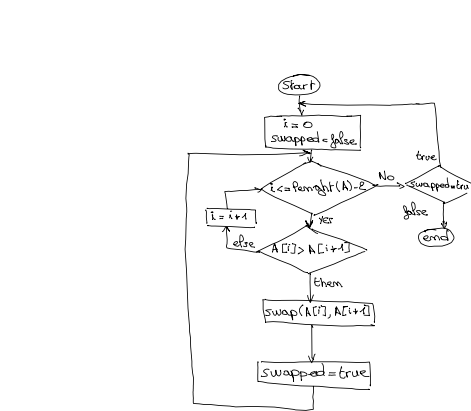 Start
i = 0
swapped = false
i <= lenght(A)-2
No
true
swapped=tru
false
end
yes
i = i+1
else
A[i] > A[i+1]
then
swap(A[i], A[i+1]
swapped = true